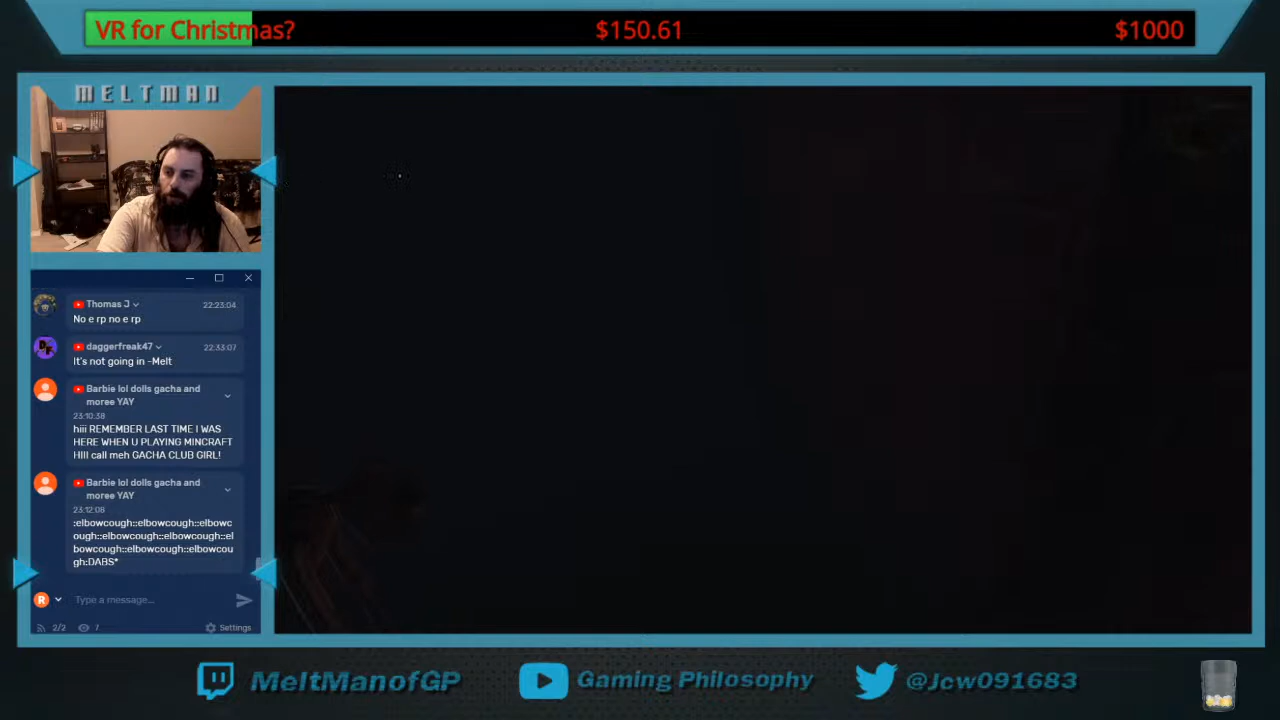 VR for Christmas? $150.61 $1000
MELTMAN
Thomas J 22:23:04
No e rp no e rp
daggerfreak47 22:33:07
It's not going in -Melt
Barbie lol dolls gacha and
moree YAY
23:10:38
hiii REMEMBER LAST TIME I WAS
HERE WHEN U PLAYING MINCRAFT
HIII call meh GACHA CLUB GIRL!
Barbie lol dolls gacha and
moree YAY
23:12:08
:elbowcough::elbowcough::elbowc
ough::elbowcough::elbowcough::el
bowcough::elbowcough::elbowcou
gh:DABS*
R Type a message...
2/2 7 Settings
MeltManofGP Gaming Philosophy @Jcw091683